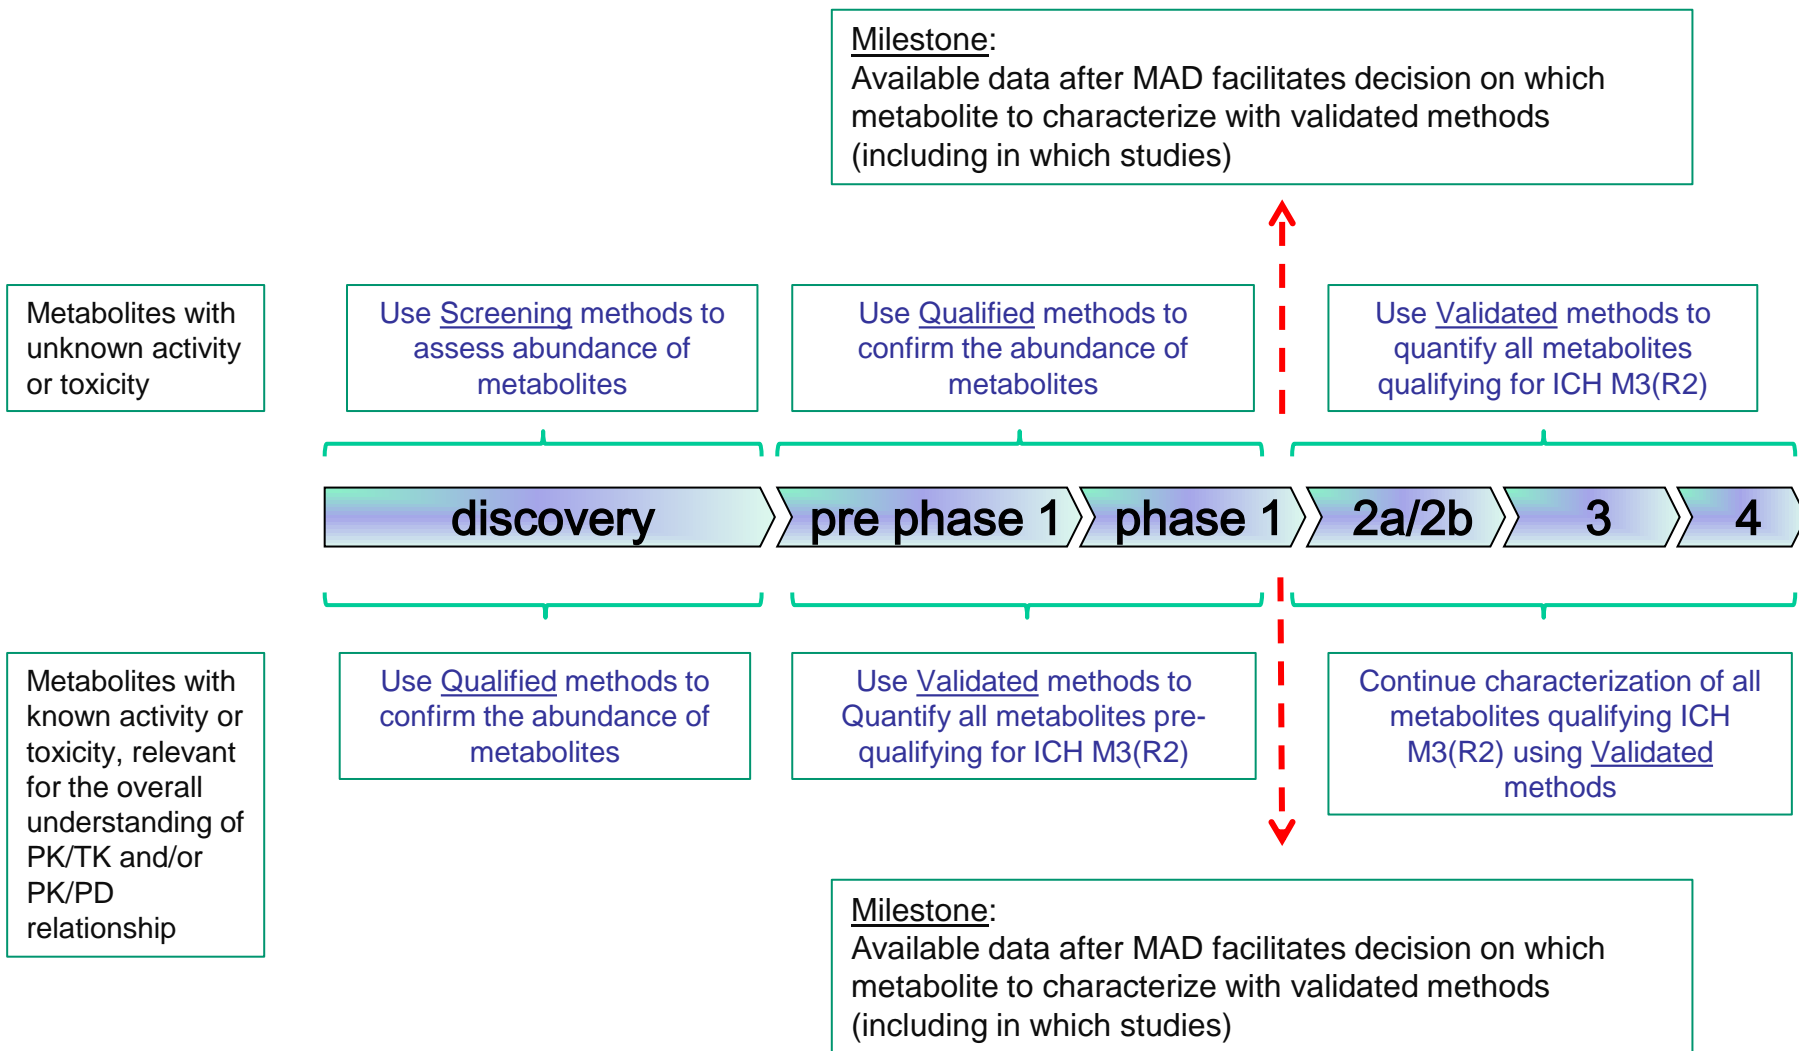 Milestone:
Available data after MAD facilitates decision on which
metabolite to characterize with validated methods
(including in which studies)
Metabolites with
unknown activity
or toxicity
Use Screening methods to
assess abundance of
metabolites
Use Qualified methods to
confirm the abundance of
metabolites
Use Validated methods to
quantify all metabolites
qualifying for ICH M3(R2)
discovery
pre phase 1
phase 1
2a/2b
3
4
Metabolites with
known activity or
toxicity, relevant
for the overall
understanding of
PK/TK and/or
PK/PD
relationship
Use Qualified methods to
confirm the abundance of
metabolites
Use Validated methods to
Quantify all metabolites pre-
qualifying for ICH M3(R2)
Continue characterization of all
metabolites qualifying ICH
M3(R2) using Validated
methods
Milestone:
Available data after MAD facilitates decision on which
metabolite to characterize with validated methods
(including in which studies)